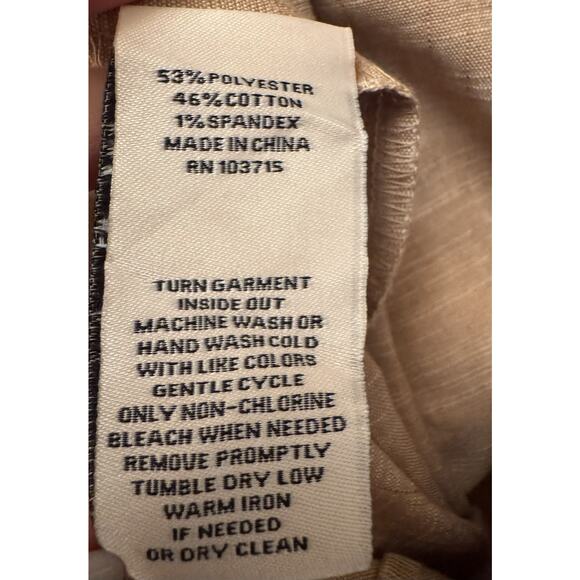 53% POLYESTER
46% COTTON
1% SPANDEX
MADE IN CHINA
RN 103715
TURN GARMENT
INSIDE OUT
MACHINE WASH OR
HAND WASH COLD
WITH LIKE COLORS
GENTLE CYCLE
ONLY NON-CHLORINE
BLEACH WHEN NEEDED
REMOVE PROMPTLY
TUMBLE DRY LOW
WARM IRON
IF NEEDED
OR DRY CLEAN